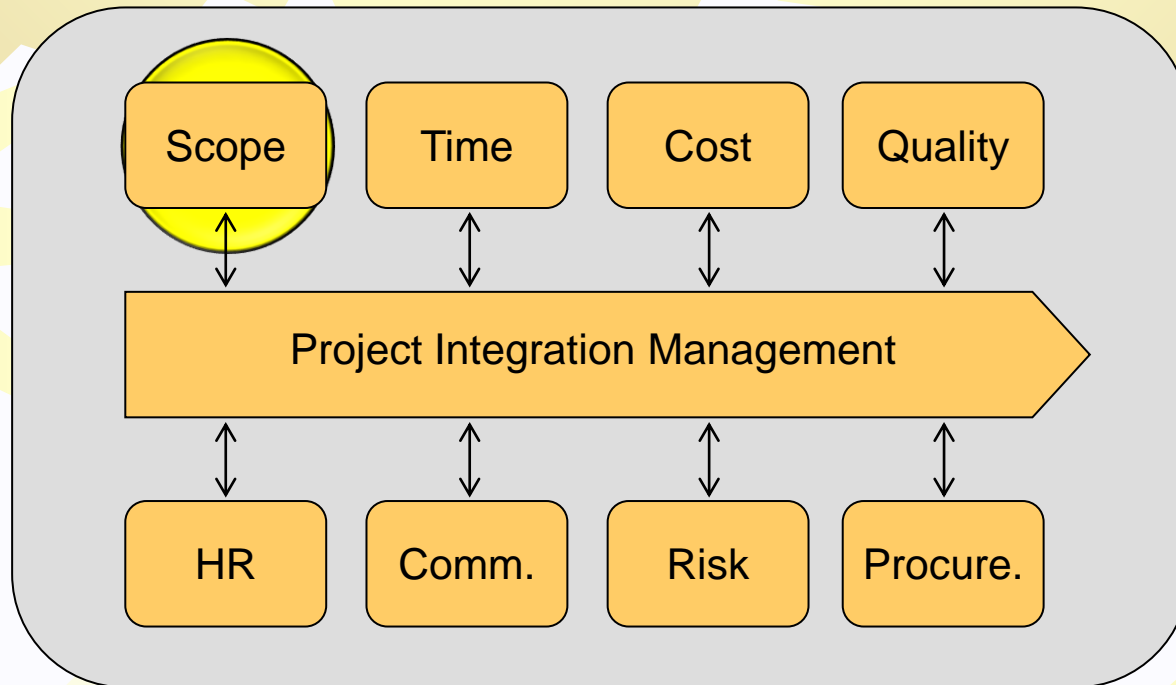 Scope
Time
Cost
Quality
Project Integration Management
HR
Comm.
Risk
Procure.